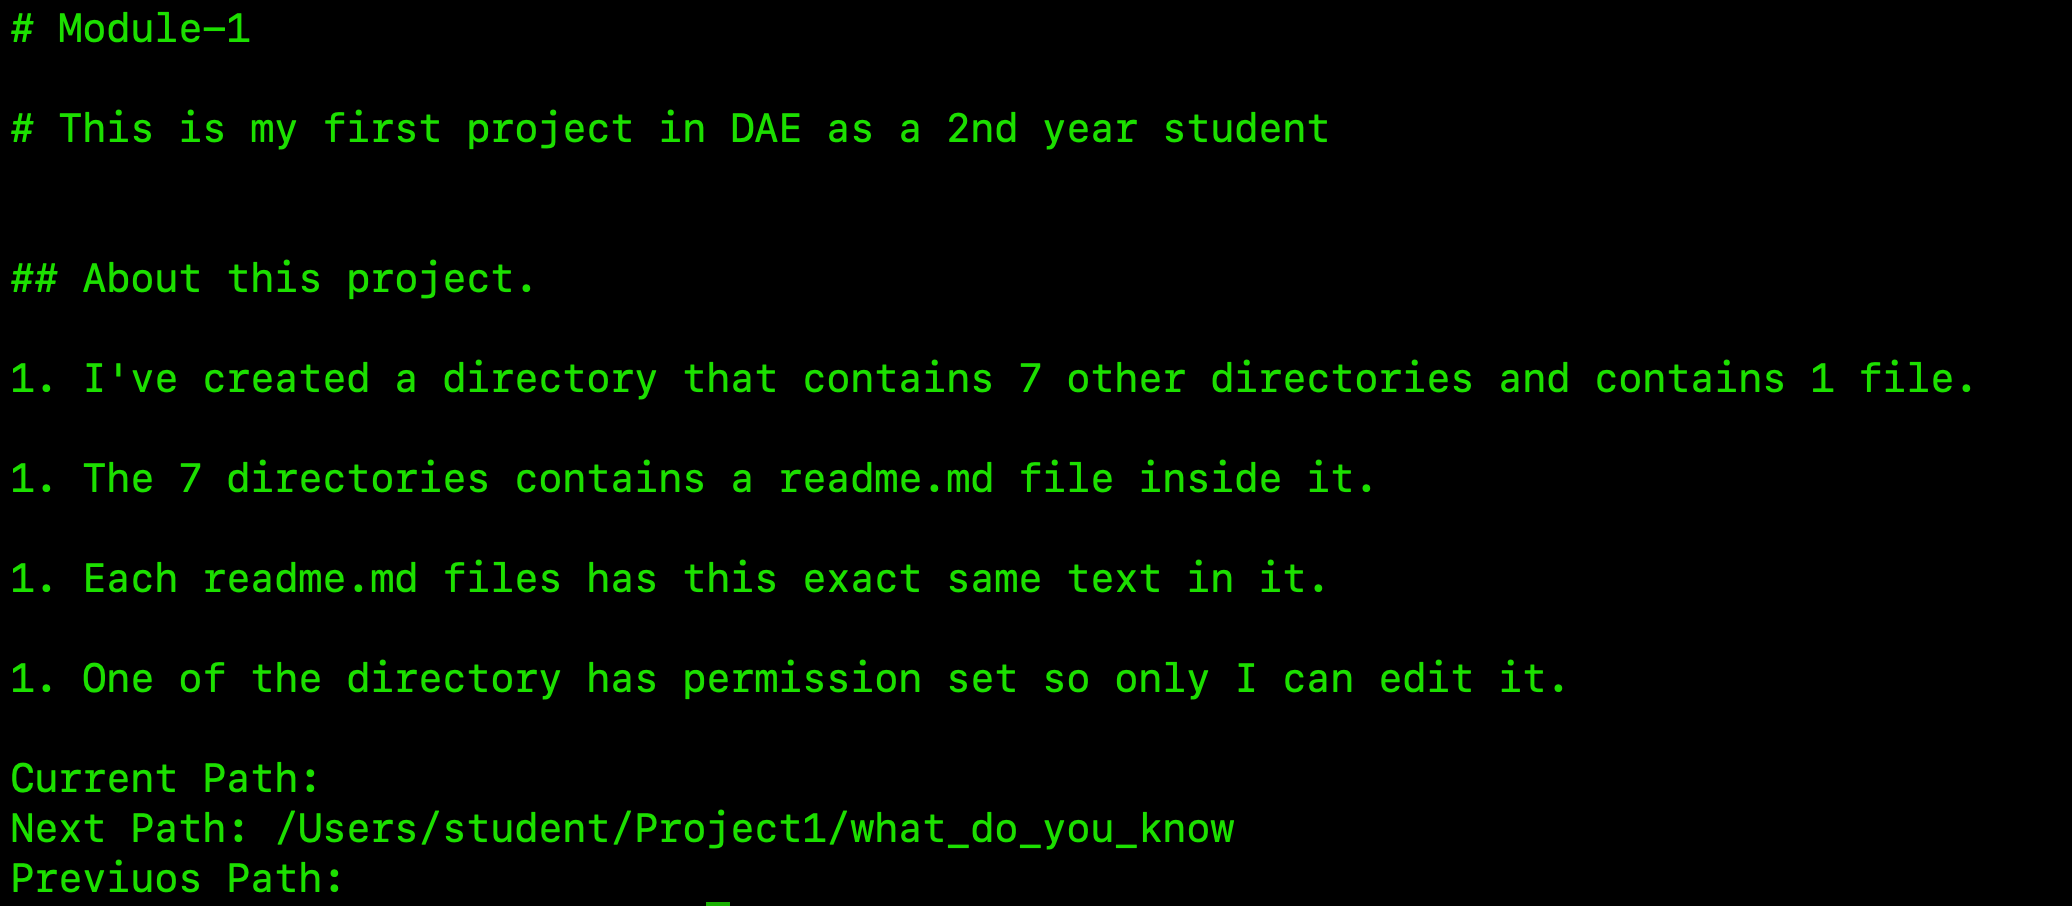 # Module-1
# This is my first project in DAE as a 2nd year student
## About this project.
1. I've created a directory that contains 7 other directories and contains 1 file.
1. The 7 directories contains a readme.md file inside it.
1. Each readme.md files has this exact same text in it.
1. One of the directory has permission set so only I can edit it.
Current Path:
Next Path: /Users/student/Project1/what_do_you_know
Previuos Path: